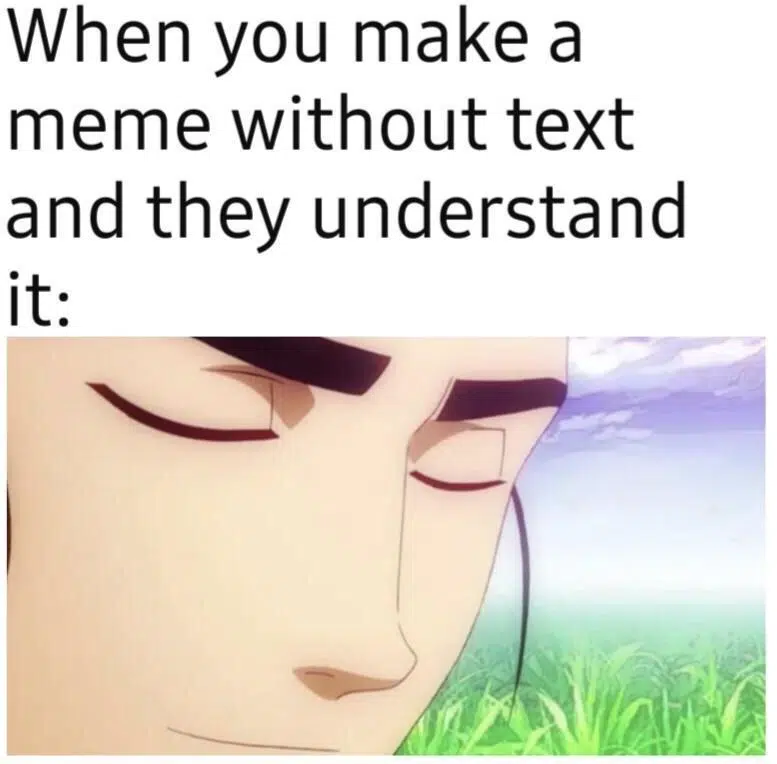 When you make a
meme without text
and they understand
it: